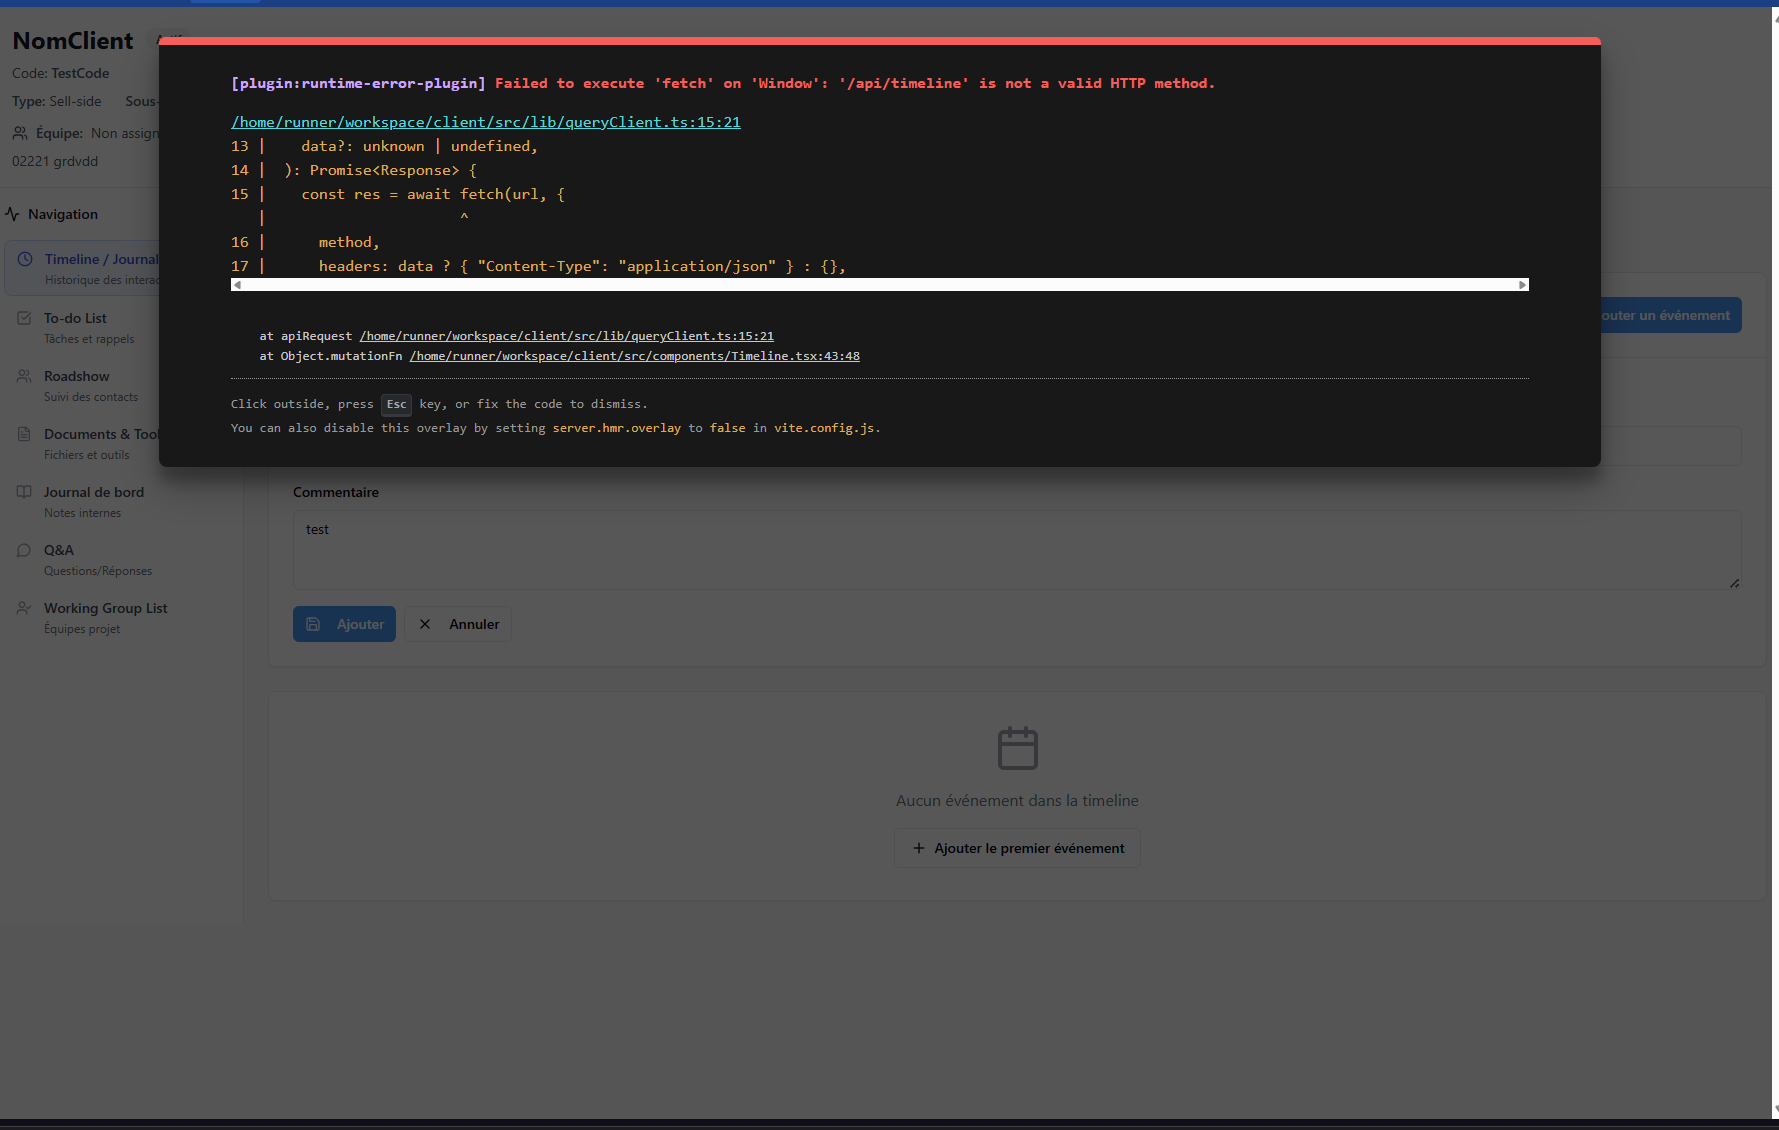 NomClient
Code: TestCode
Type: Sell-side Sous-
Équipe: Non assign
02221 grdvdd
Navigation
Timeline / Journal
Historique des interac
To-do List
Tâches et rappels
Roadshow
Suivi des contacts
Documents & Tool
Fichiers et outils
Journal de bord
Notes internes
Q&A
Questions/Réponses
Working Group List
Équipes projet
[plugin:runtime-error-plugin] Failed to execute 'fetch' on 'Window': '/api/timeline' is not a valid HTTP method.
/home/runner/workspace/client/src/lib/queryClient.ts:15:21
13 |    data?: unknown | undefined,
14 |  ): Promise<Response> {
15 |    const res = await fetch(url, {
   |                      ^
16 |      method,
17 |      headers: data ? { "Content-Type": "application/json" } : {},
at apiRequest /home/runner/workspace/client/src/lib/queryClient.ts:15:21
at Object.mutationFn /home/runner/workspace/client/src/components/Timeline.tsx:43:48
Click outside, press Esc key, or fix the code to dismiss.
You can also disable this overlay by setting server.hmr.overlay to false in vite.config.js.
outer un événement
Commentaire
test
Ajouter
Annuler
Aucun événement dans la timeline
Ajouter le premier événement